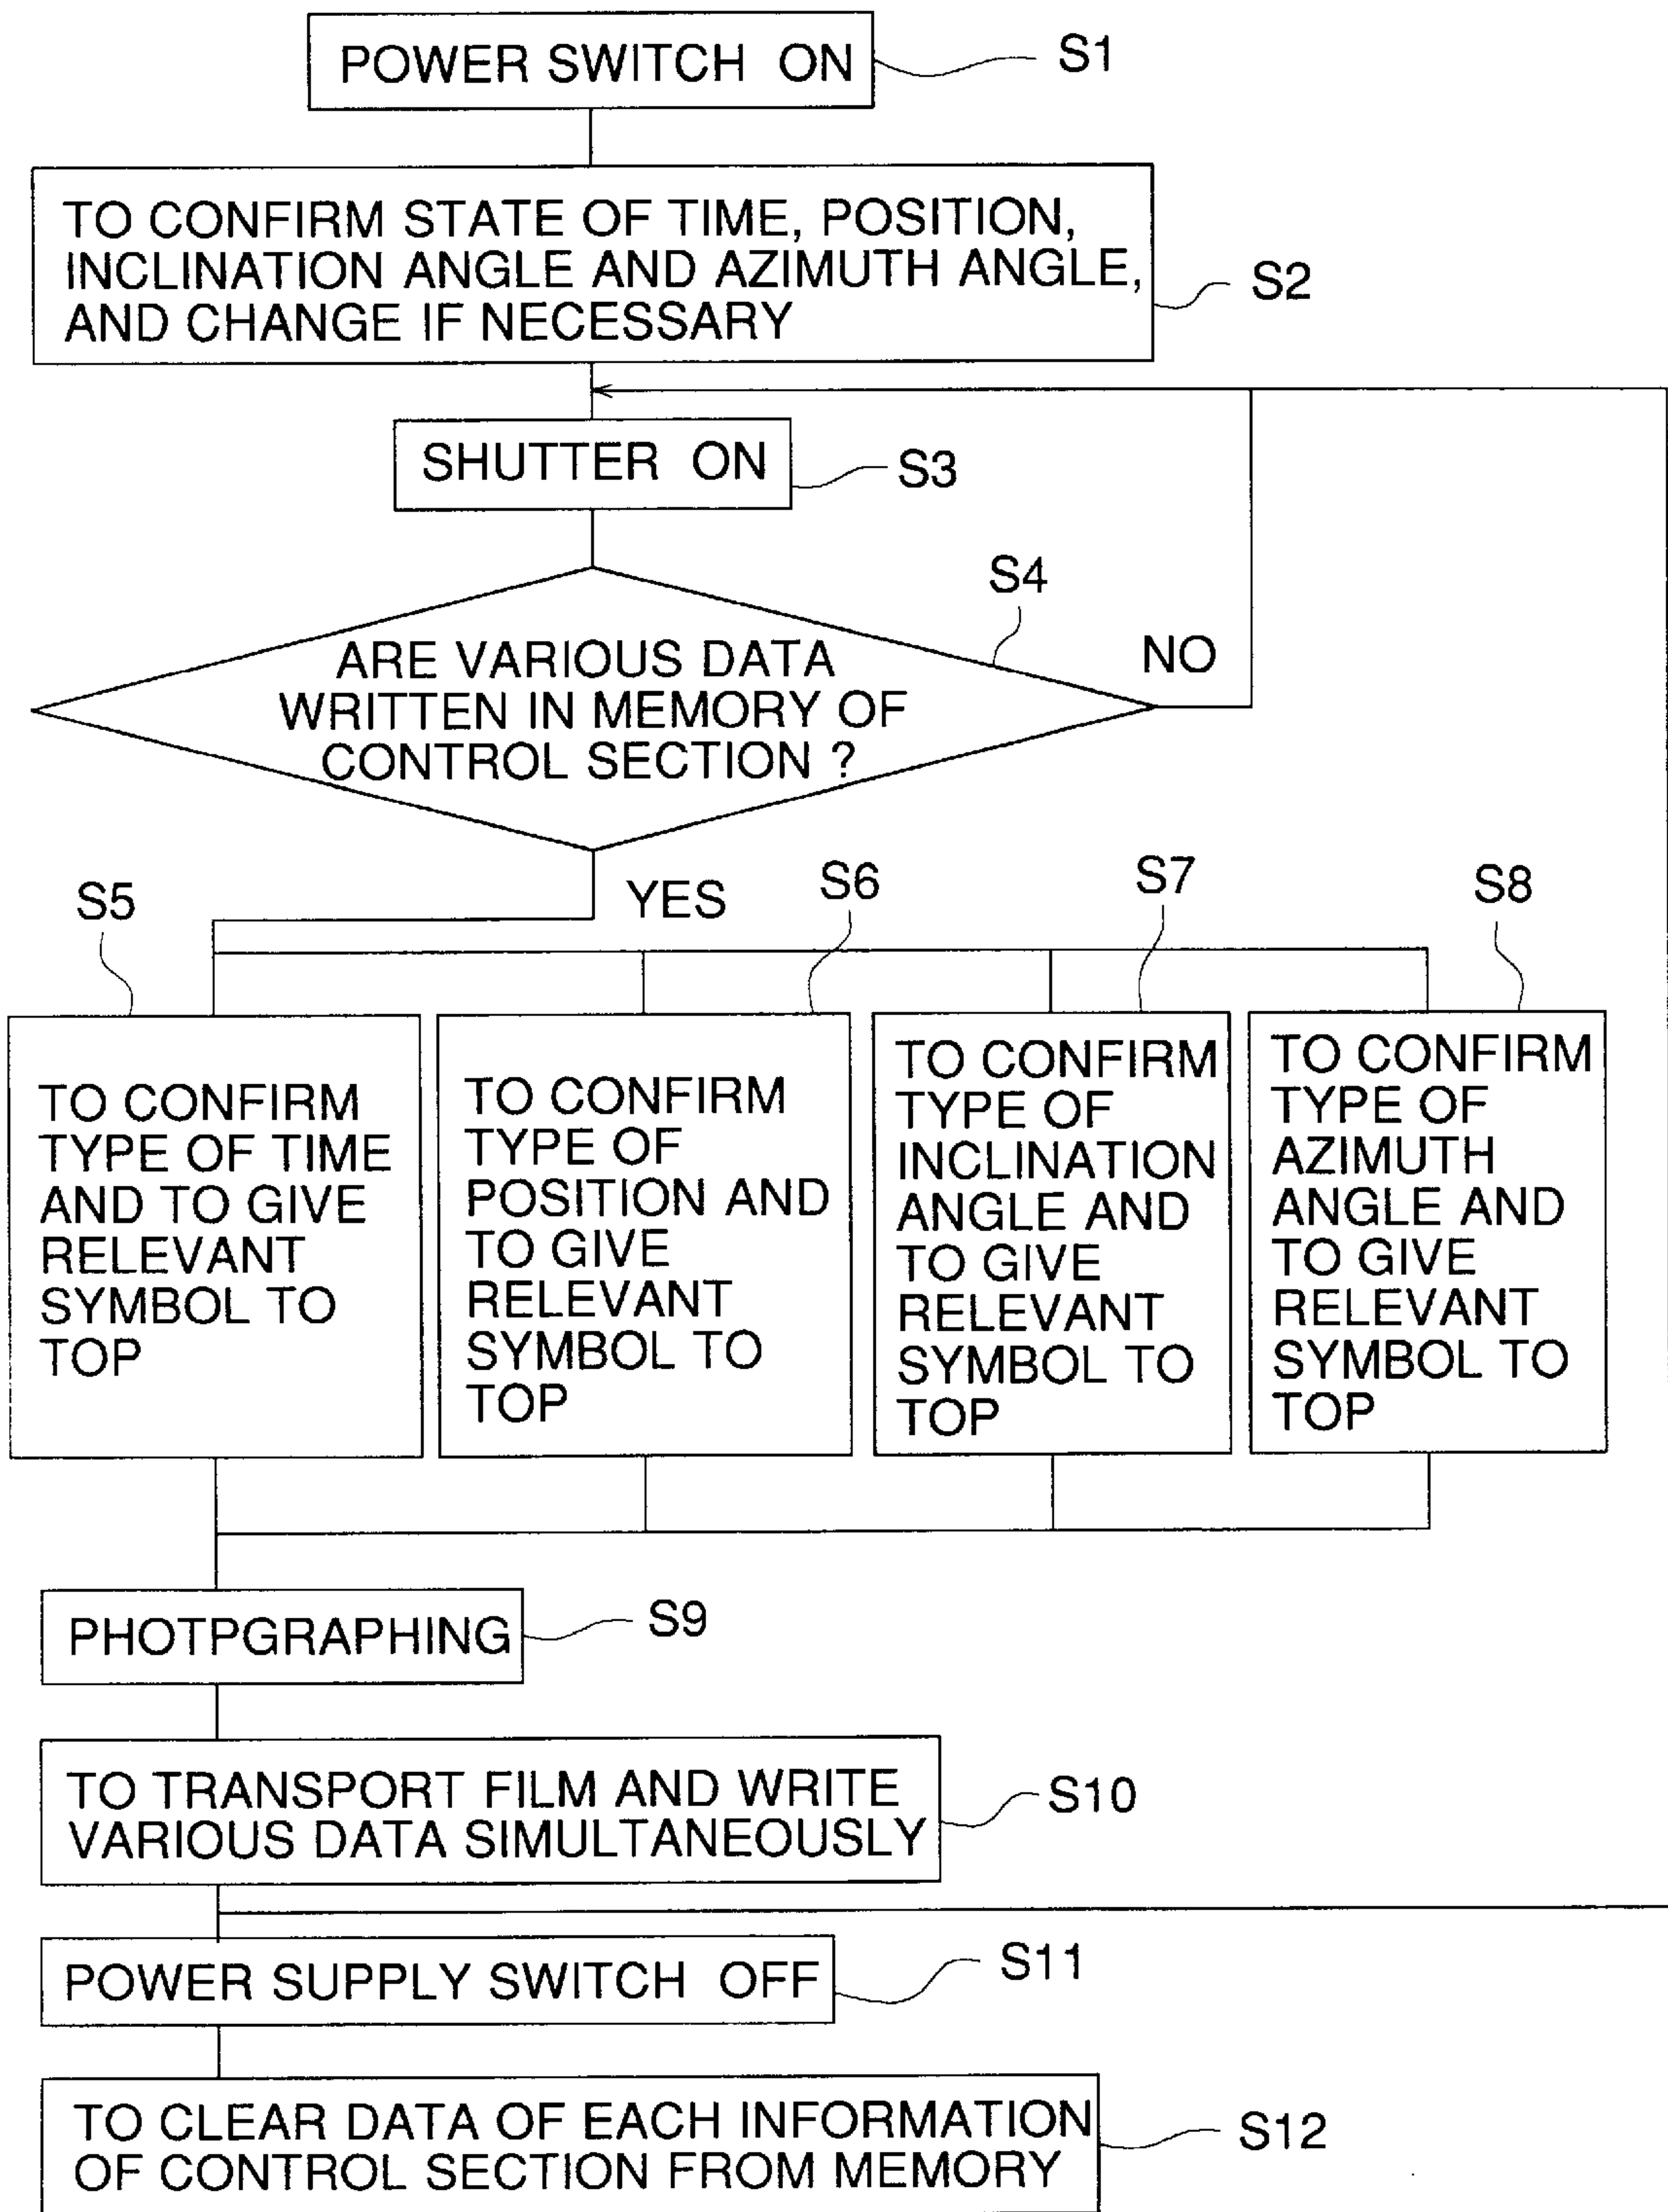 POWER SWITCH ON
S1
TO CONFIRM STATE OF TIME, POSITION,
INCLINATION ANGLE AND AZIMUTH ANGLE,
AND CHANGE IF NECESSARY
S2
SHUTTER ON
S3
S4
ARE VARIOUS DATA
WRITTEN IN MEMORY OF
CONTROL SECTION ?
NO
YES
S5
TO CONFIRM
TYPE OF TIME
AND TO GIVE
RELEVANT
SYMBOL TO
TOP
S6
TO CONFIRM
TYPE OF
POSITION AND
TO GIVE
RELEVANT
SYMBOL TO
TOP
S7
TO CONFIRM
TYPE OF
INCLINATION
ANGLE AND
TO GIVE
RELEVANT
SYMBOL TO
TOP
S8
TO CONFIRM
TYPE OF
AZIMUTH
ANGLE AND
TO GIVE
RELEVANT
SYMBOL TO
TOP
PHOTPGRAPHING
S9
TO TRANSPORT FILM AND WRITE
VARIOUS DATA SIMULTANEOUSLY
S10
POWER SUPPLY SWITCH OFF
S11
TO CLEAR DATA OF EACH INFORMATION
OF CONTROL SECTION FROM MEMORY
S12